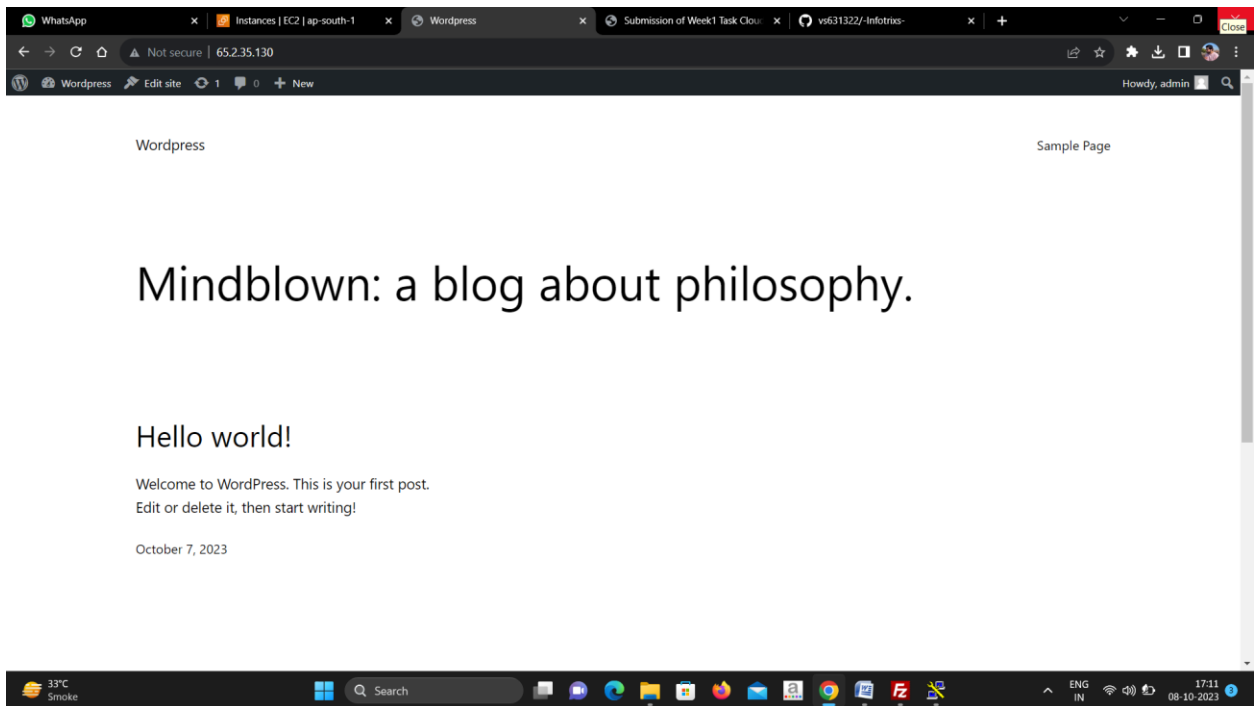 WhatsApp
Instances | EC2 | ap-south-1
Wordpress
Submission of Week1 Task Clou
vs631322/-Infotrixs-
Close
Not secure | 65.2.35.130
Wordpress
Edit site
1
0
New
Howdy, admin
Wordpress
Sample Page
Mindblown: a blog about philosophy.
Hello world!
Welcome to WordPress. This is your first post.
Edit or delete it, then start writing!
October 7, 2023
33°C
Smoke
Search
ENG
IN
17:11
08-10-2023
3